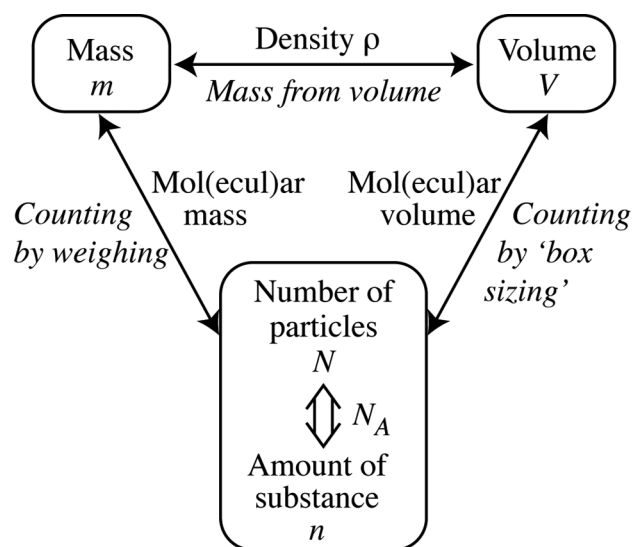 Mass
m
Density ρ
Mass from volume
Volume
V
Mol(ecul)ar
mass
Counting
by weighing
Mol(ecul)ar
volume
Counting
by ‘box
sizing’
Number of
particles
N
N_A
Amount of
substance
n